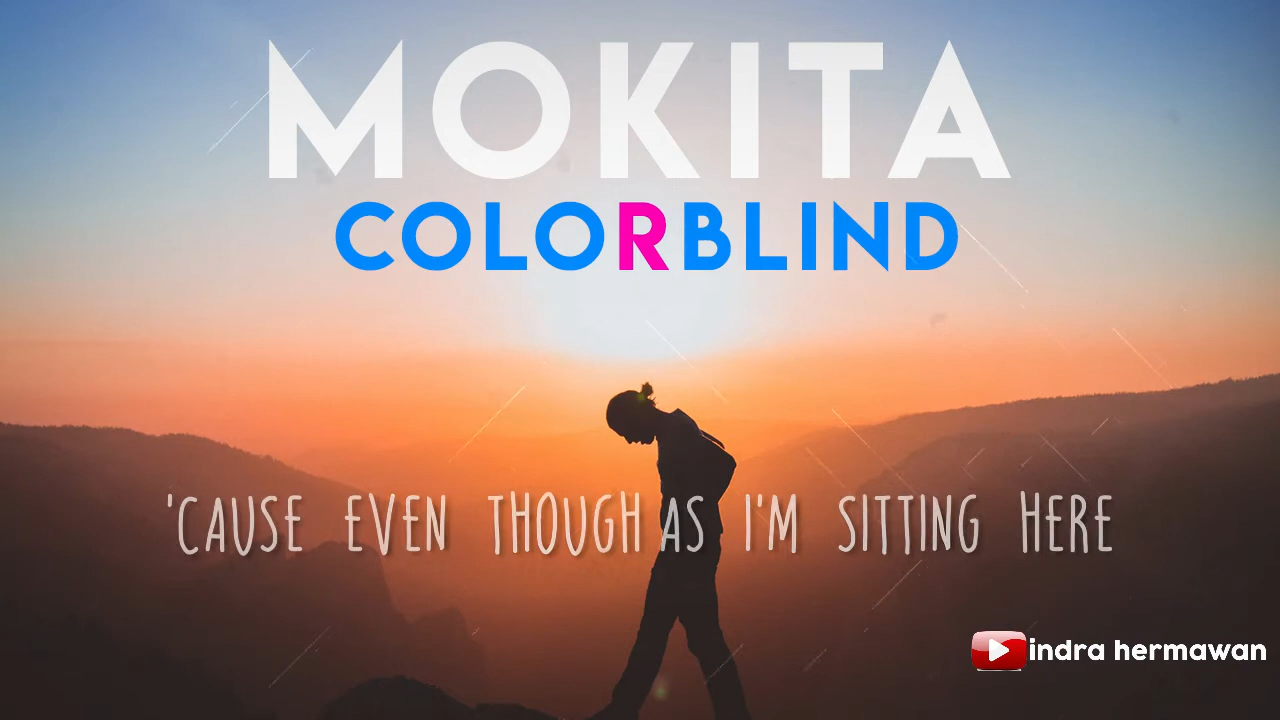 MOKITA
COLORBLIND
'CAUSE EVEN THOUGH AS I'M SITTING HERE
indra hermawan